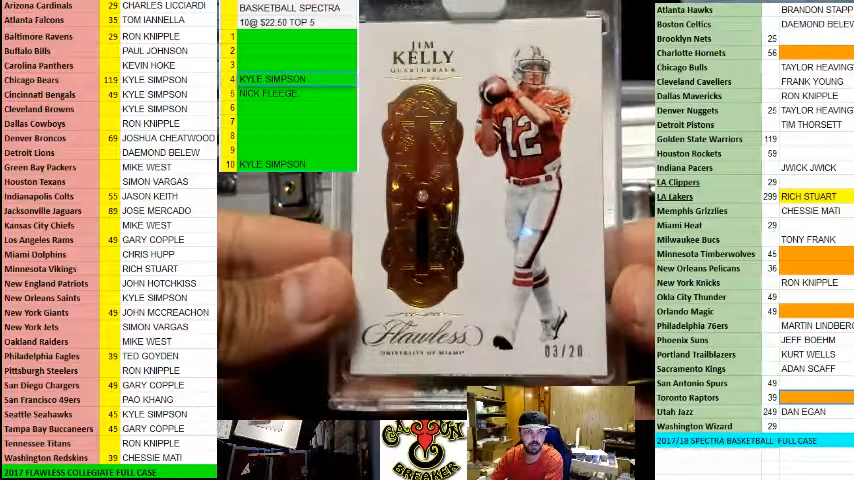 Arizona Cardinals 29 CHARLES LICCIARDI
Atlanta Falcons 35 TOM IANNELLA
Baltimore Ravens 29 RON KNIPPLE
Buffalo Bills PAUL JOHNSON
Carolina Panthers KEVIN HOKE
Chicago Bears 119 KYLE SIMPSON
Cincinnati Bengals 49 KYLE SIMPSON
Cleveland Browns KYLE SIMPSON
Dallas Cowboys RON KNIPPLE
Denver Broncos 69 JOSHUA CHEATWOOD
Detroit Lions DAEMOND BELEW
Green Bay Packers MIKE WEST
Houston Texans SIMON VARGAS
Indianapolis Colts 55 JASON KEITH
Jacksonville Jaguars 89 JOSE MERCADO
Kansas City Chiefs MIKE WEST
Los Angeles Rams 49 GARY COPPLE
Miami Dolphins CHRIS HUPP
Minnesota Vikings RICH STUART
New England Patriots JOHN HOTCHKISS
New Orleans Saints KYLE SIMPSON
New York Giants 49 JOHN MCCREACHON
New York Jets SIMON VARGAS
Oakland Raiders MIKE WEST
Philadelphia Eagles 39 TED GOYDEN
Pittsburgh Steelers RON KNIPPLE
San Diego Chargers 49 GARY COPPLE
San Francisco 49ers PAO KHANG
Seattle Seahawks 45 KYLE SIMPSON
Tampa Bay Buccaneers 45 GARY COPPLE
Tennessee Titans RON KNIPPLE
Washington Redskins 39 CHESSIE MATI
2017 FLAWLESS COLLEGIATE FULL CASE
BASKETBALL SPECTRA
10@ $22.50 TOP 5
1
2
3
4 KYLE SIMPSON
5 NICK FLEEGE
6
7
8
9
10 KYLE SIMPSON
JIM
KELLY
QUARTERBACK
12
Flawless
UNIVERSITY OF MIAMI
03/20
CAJUN
BREAKER
Atlanta Hawks BRANDON STAPP
Boston Celtics DAEMOND BELEW
Brooklyn Nets 25
Charlotte Hornets 56
Chicago Bulls TAYLOR HEAVING
Cleveland Caveliers FRANK YOUNG
Dallas Mavericks RON KNIPPLE
Denver Nuggets 25 TAYLOR HEAVING
Detroit Pistons TIM THORSETT
Golden State Warriors 119
Houston Rockets 59
Indiana Pacers JWICK JWICK
LA Clippers 29
LA Lakers 299 RICH STUART
Memphis Grizzlies CHESSIE MATI
Miami Heat 29
Milwaukee Bucs TONY FRANK
Minnesota Timberwolves 45
New Orleans Pelicans 36
New York Knicks RON KNIPPLE
Okla City Thunder 49
Orlando Magic 49
Philadelphia 76ers MARTIN LINDBERG
Phoenix Suns JEFF BOEHM
Portland Trailblazers KURT WELLS
Sacramento Kings ADAN SCAFF
San Antonio Spurs 49
Toronto Raptors 39
Utah Jazz 249 DAN EGAN
Washington Wizard 29
2017/18 SPECTRA BASKETBALL FULL CASE